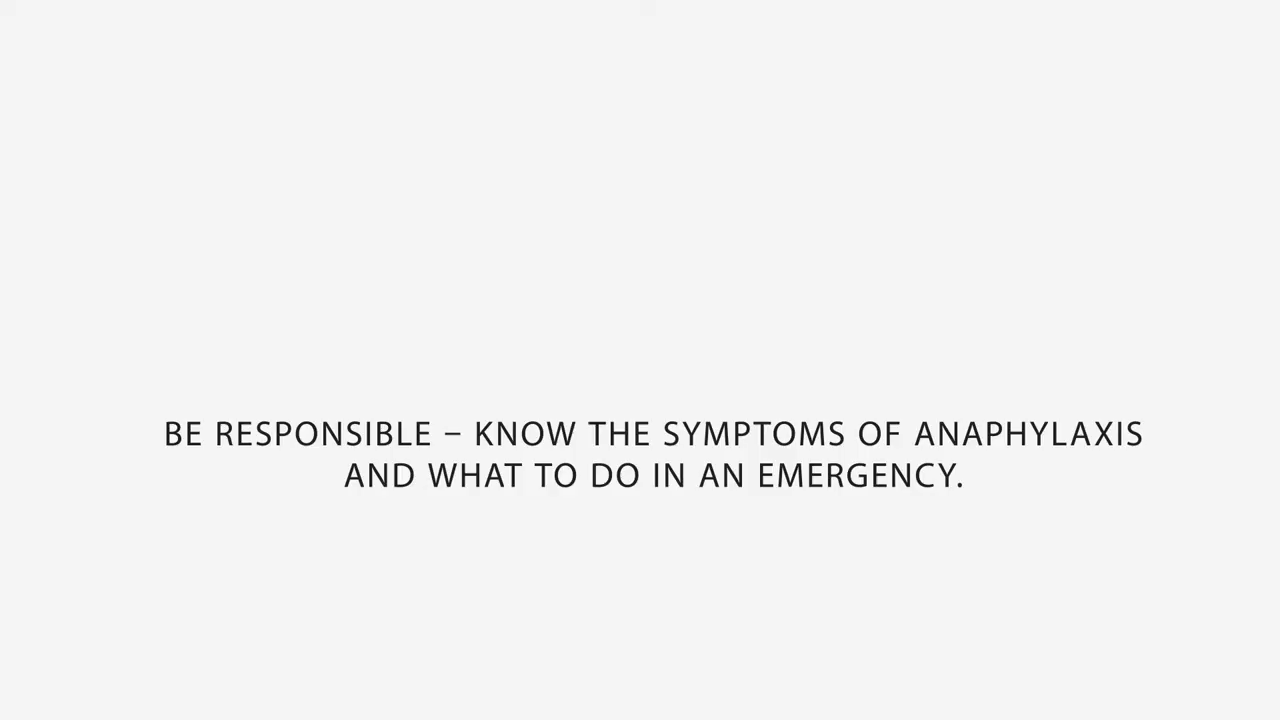 BE RESPONSIBLE – KNOW THE SYMPTOMS OF ANAPHYLAXIS
AND WHAT TO DO IN AN EMERGENCY.